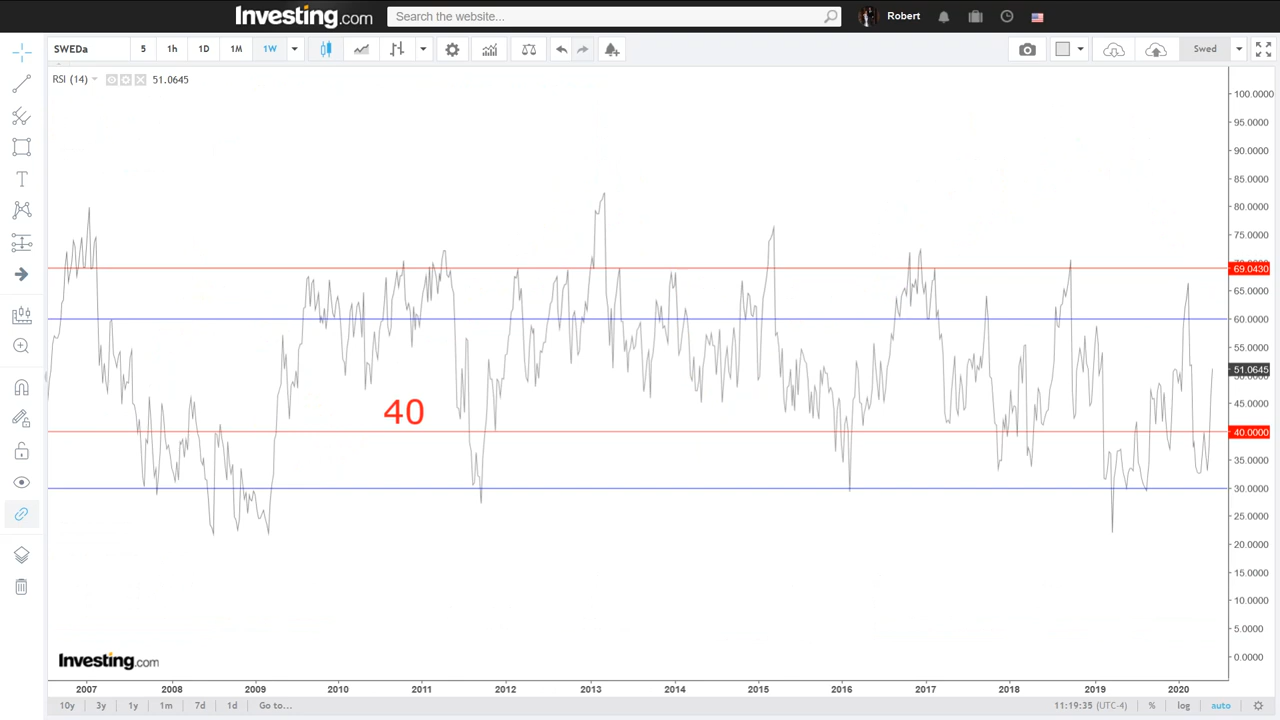 Investing.com
Search the website...
Robert
SWEDa 5 1h 1D 1M 1W
Swed
RSI (14) 51.0645
100.0000
95.0000
90.0000
85.0000
80.0000
75.0000
69.0430
65.0000
60.0000
55.0000
51.0645
45.0000
40
40.0000
35.0000
30.0000
25.0000
20.0000
15.0000
10.0000
5.0000
0.0000
Investing.com
2007 2008 2009 2010 2011 2012 2013 2014 2015 2016 2017 2018 2019 2020
10y 3y 1y 1m 7d 1d Go to... 11:19:35 (UTC-4) % log auto